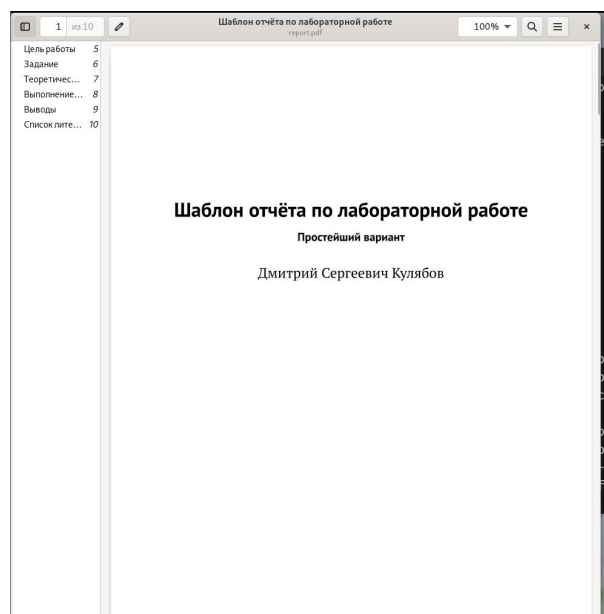 1 из 10
Шаблон отчёта по лабораторной работе
report.pdf
100%
Цель работы 5
Задание 6
Теоретичес... 7
Выполнение... 8
Выводы 9
Список лите... 10
Шаблон отчёта по лабораторной работе
Простейший вариант
Дмитрий Сергеевич Кулябов